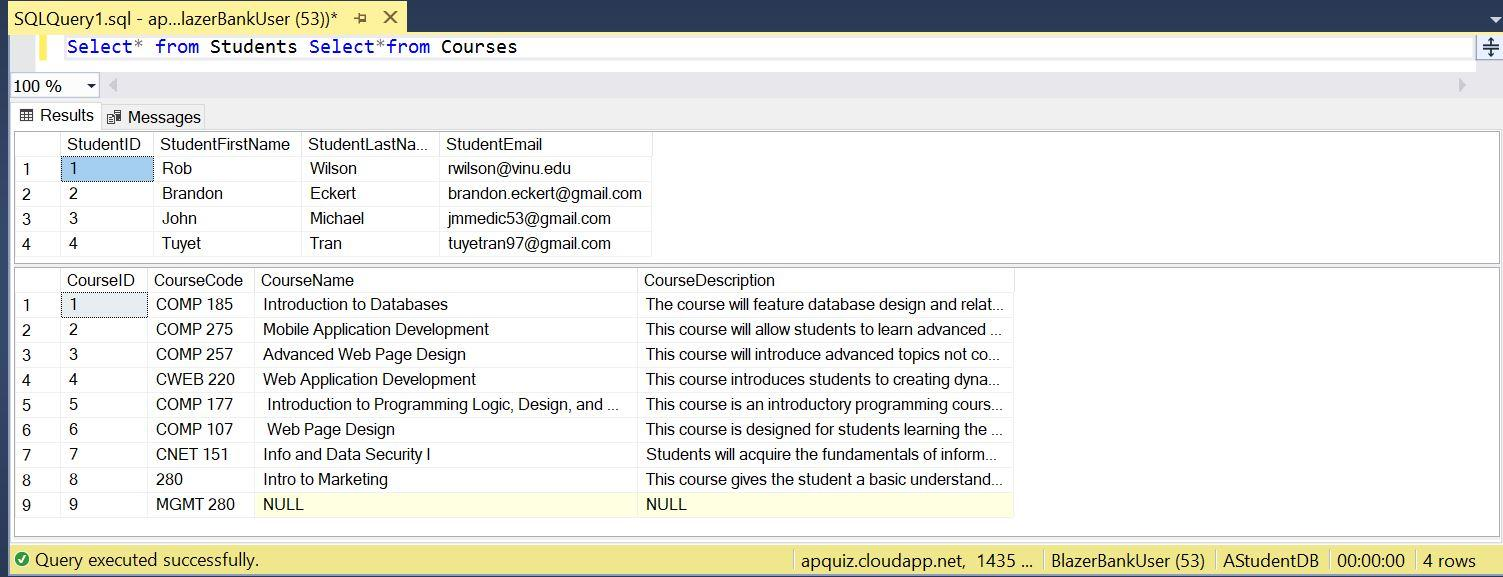 SQLQuery1.sql - ap...lazerBankUser (53))*
Select* from Students Select*from Courses
100 %
Results Messages
StudentID StudentFirstName StudentLastNa... StudentEmail
1 1 Rob Wilson rwilson@vinu.edu
2 2 Brandon Eckert brandon.eckert@gmail.com
3 3 John Michael jmmedic53@gmail.com
4 4 Tuyet Tran tuyetran97@gmail.com
CourseID CourseCode CourseName CourseDescription
1 1 COMP 185 Introduction to Databases The course will feature database design and relat...
2 2 COMP 275 Mobile Application Development This course will allow students to learn advanced ...
3 3 COMP 257 Advanced Web Page Design This course will introduce advanced topics not co...
4 4 CWEB 220 Web Application Development This course introduces students to creating dyna...
5 5 COMP 177 Introduction to Programming Logic, Design, and ... This course is an introductory programming cours...
6 6 COMP 107 Web Page Design This course is designed for students learning the ...
7 7 CNET 151 Info and Data Security I Students will acquire the fundamentals of inform...
8 8 280 Intro to Marketing This course gives the student a basic understand...
9 9 MGMT 280 NULL NULL
Query executed successfully. apquiz.cloudapp.net, 1435 ... BlazerBankUser (53) AStudentDB 00:00:00 4 rows